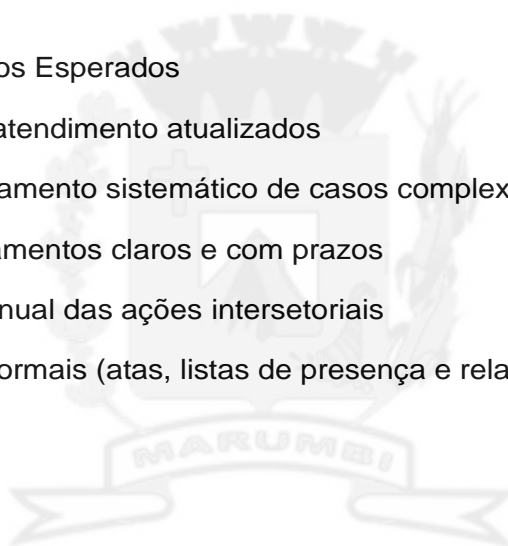 os Esperados
atendimento atualizados
amento sistemático de casos complex
amentos claros e com prazos
nual das ações intersetoriais
ormais (atas, listas de presença e rela
MARUMBI